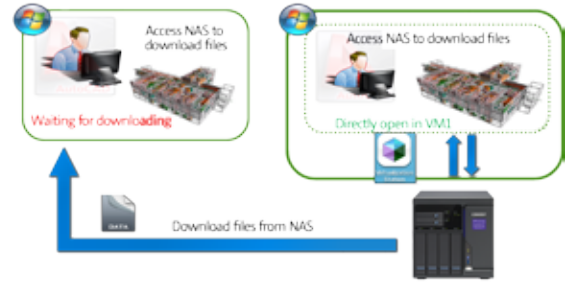 Access NAS to
download files
Waiting for downloading
Access NAS to download files
Directly open in VM1
DATA
Download files from NAS